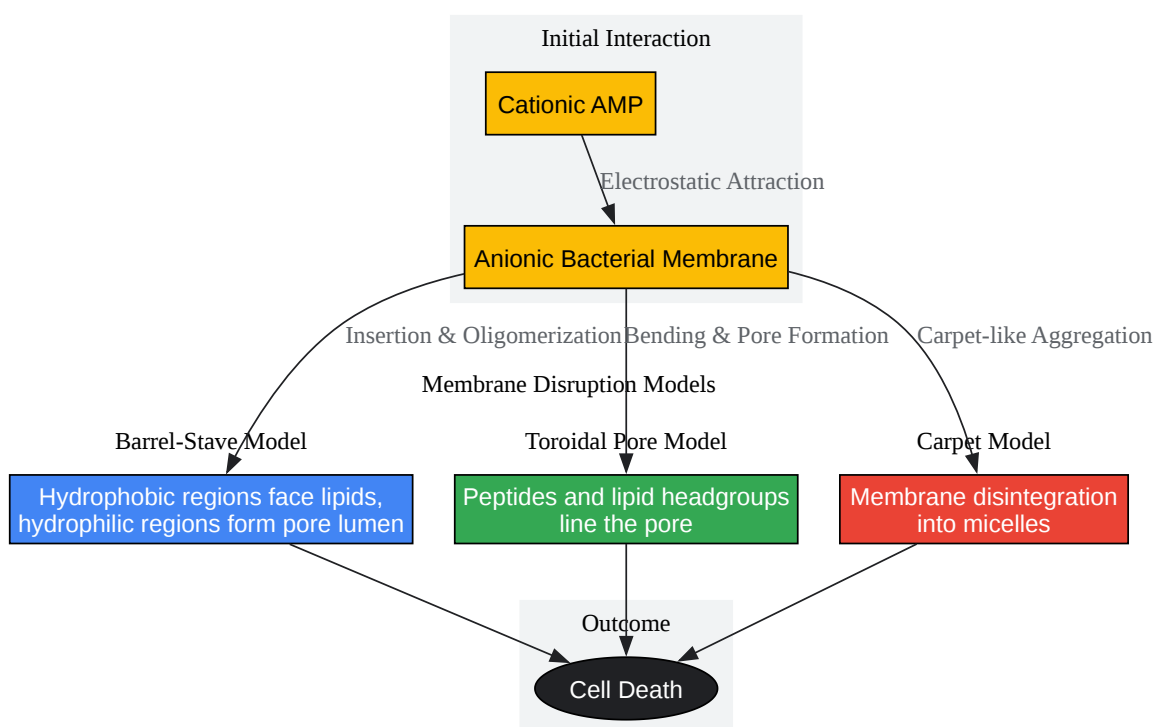 Initial Interaction
Cationic AMP
Electrostatic Attraction
Anionic Bacterial Membrane
Insertion & Oligomerization
Bending & Pore Formation
Carpet-like Aggregation
Membrane Disruption Models
Barrel-Stave Model
Toroidal Pore Model
Carpet Model
Hydrophobic regions face lipids,
hydrophilic regions form pore lumen
Peptides and lipid headgroups
line the pore
Membrane disintegration
into micelles
Outcome
Cell Death